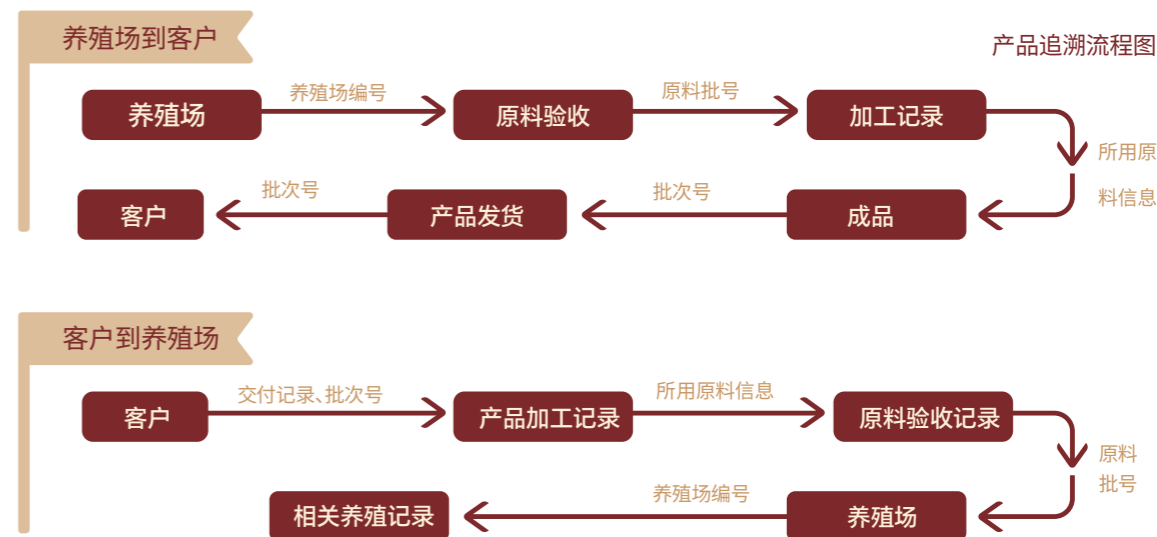 养殖场到客户
产品追溯流程图
养殖场
养殖场编号
原料验收
原料批号
加工记录
所用原
料信息
成品
批次号
产品发货
批次号
客户
客户到养殖场
客户
交付记录、批次号
产品加工记录
所用原料信息
原料验收记录
原料
批号
养殖场
养殖场编号
相关养殖记录